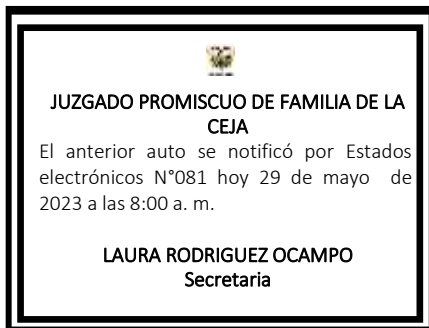 JUZGADO PROMISCUO DE FAMILIA DE LA
CEJA
El anterior auto se notificó por Estados
electrónicos N°081 hoy 29 de mayo de
2023 a las 8:00 a. m.
LAURA RODRIGUEZ OCAMPO
Secretaria